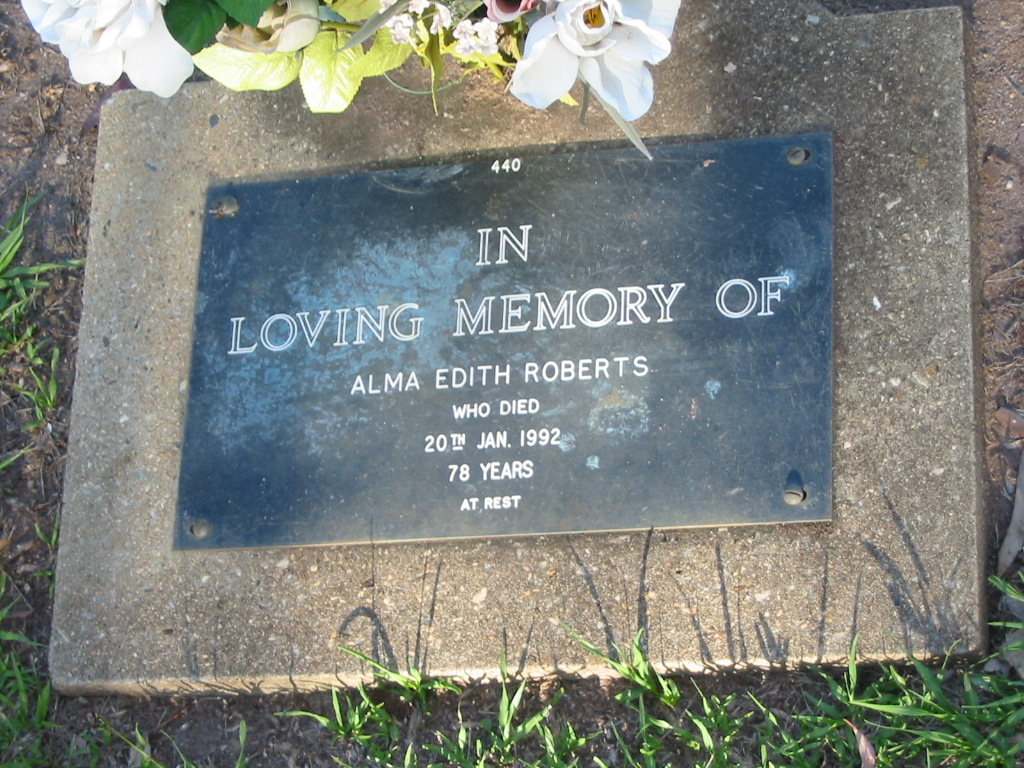 440
IN
LOVING MEMORY OF
ALMA EDITH ROBERTS
WHO DIED
20TH JAN. 1992
78 YEARS
AT REST